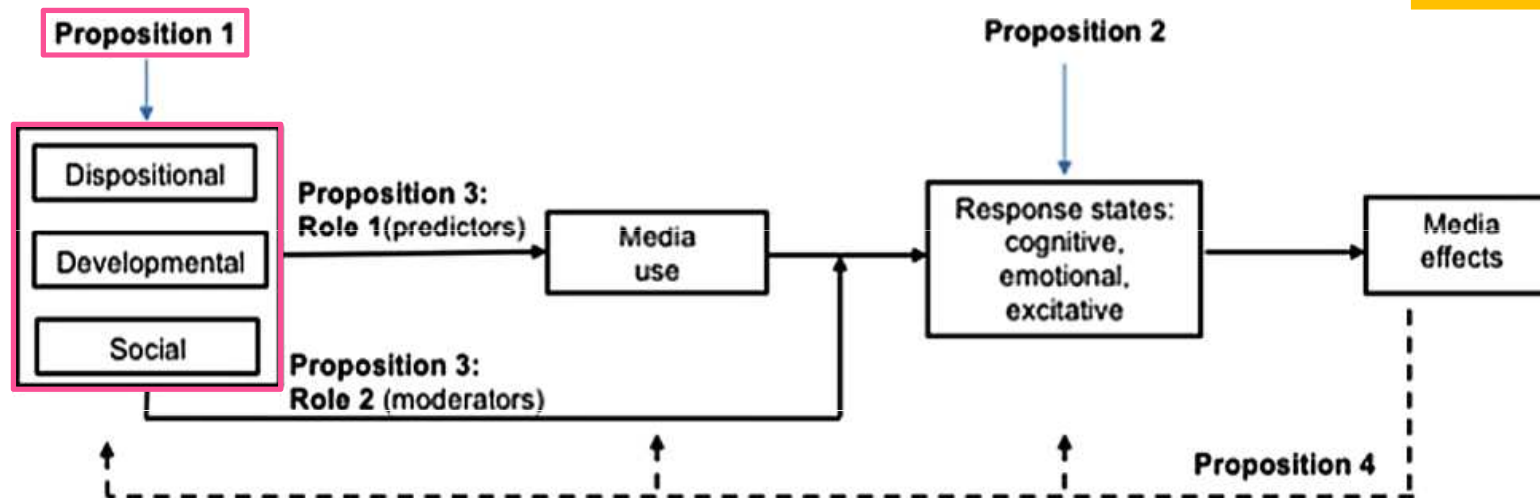 Proposition 1
Proposition 2
Dispositional
Developmental
Social
Proposition 3:
Role 1(predictors)
Media
use
Response states:
cognitive,
emotional,
excitative
Media
effects
Proposition 3:
Role 2 (moderators)
Proposition 4